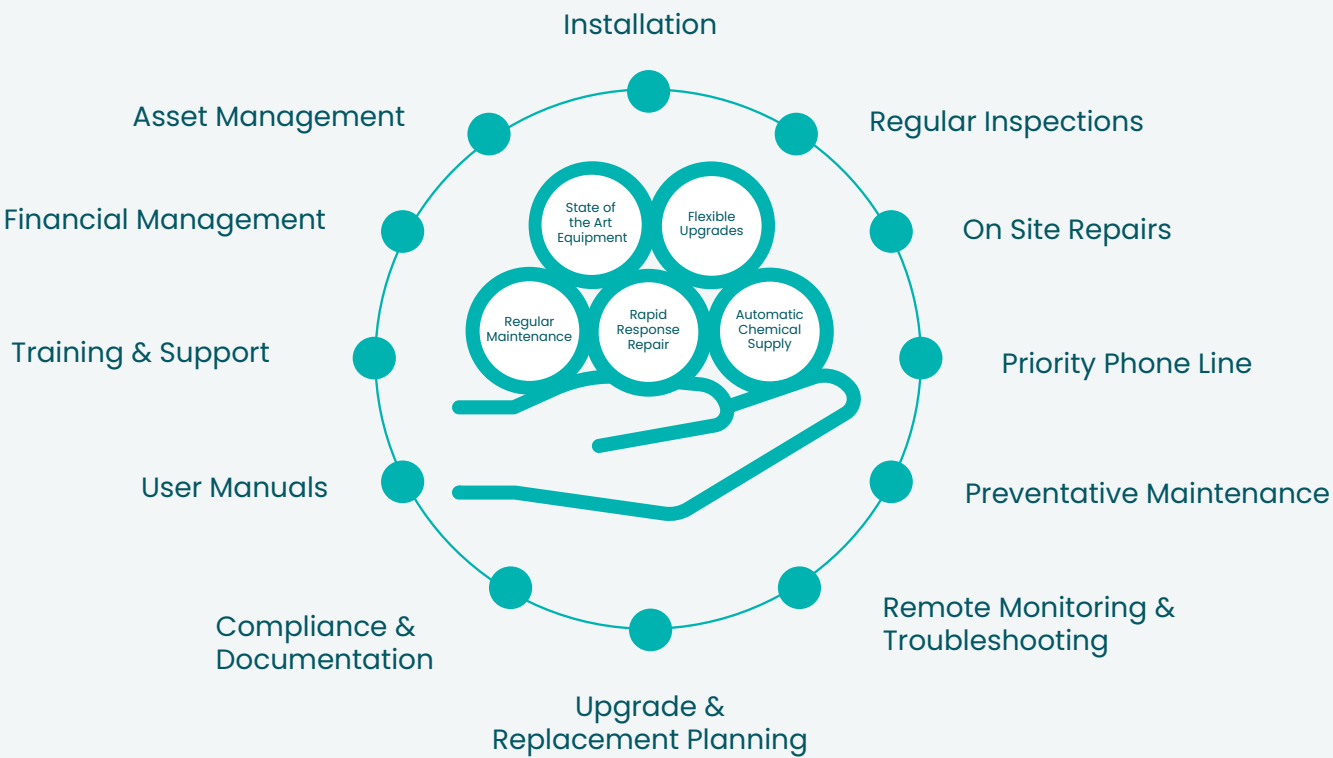 Installation
Asset Management
Regular Inspections
Financial Management
On Site Repairs
State of
the Art
Equipment
Flexible
Upgrades
Regular
Maintenance
Rapid
Response
Repair
Automatic
Chemical
Supply
Training & Support
Priority Phone Line
User Manuals
Preventative Maintenance
Compliance &
Documentation
Remote Monitoring &
Troubleshooting
Upgrade &
Replacement Planning